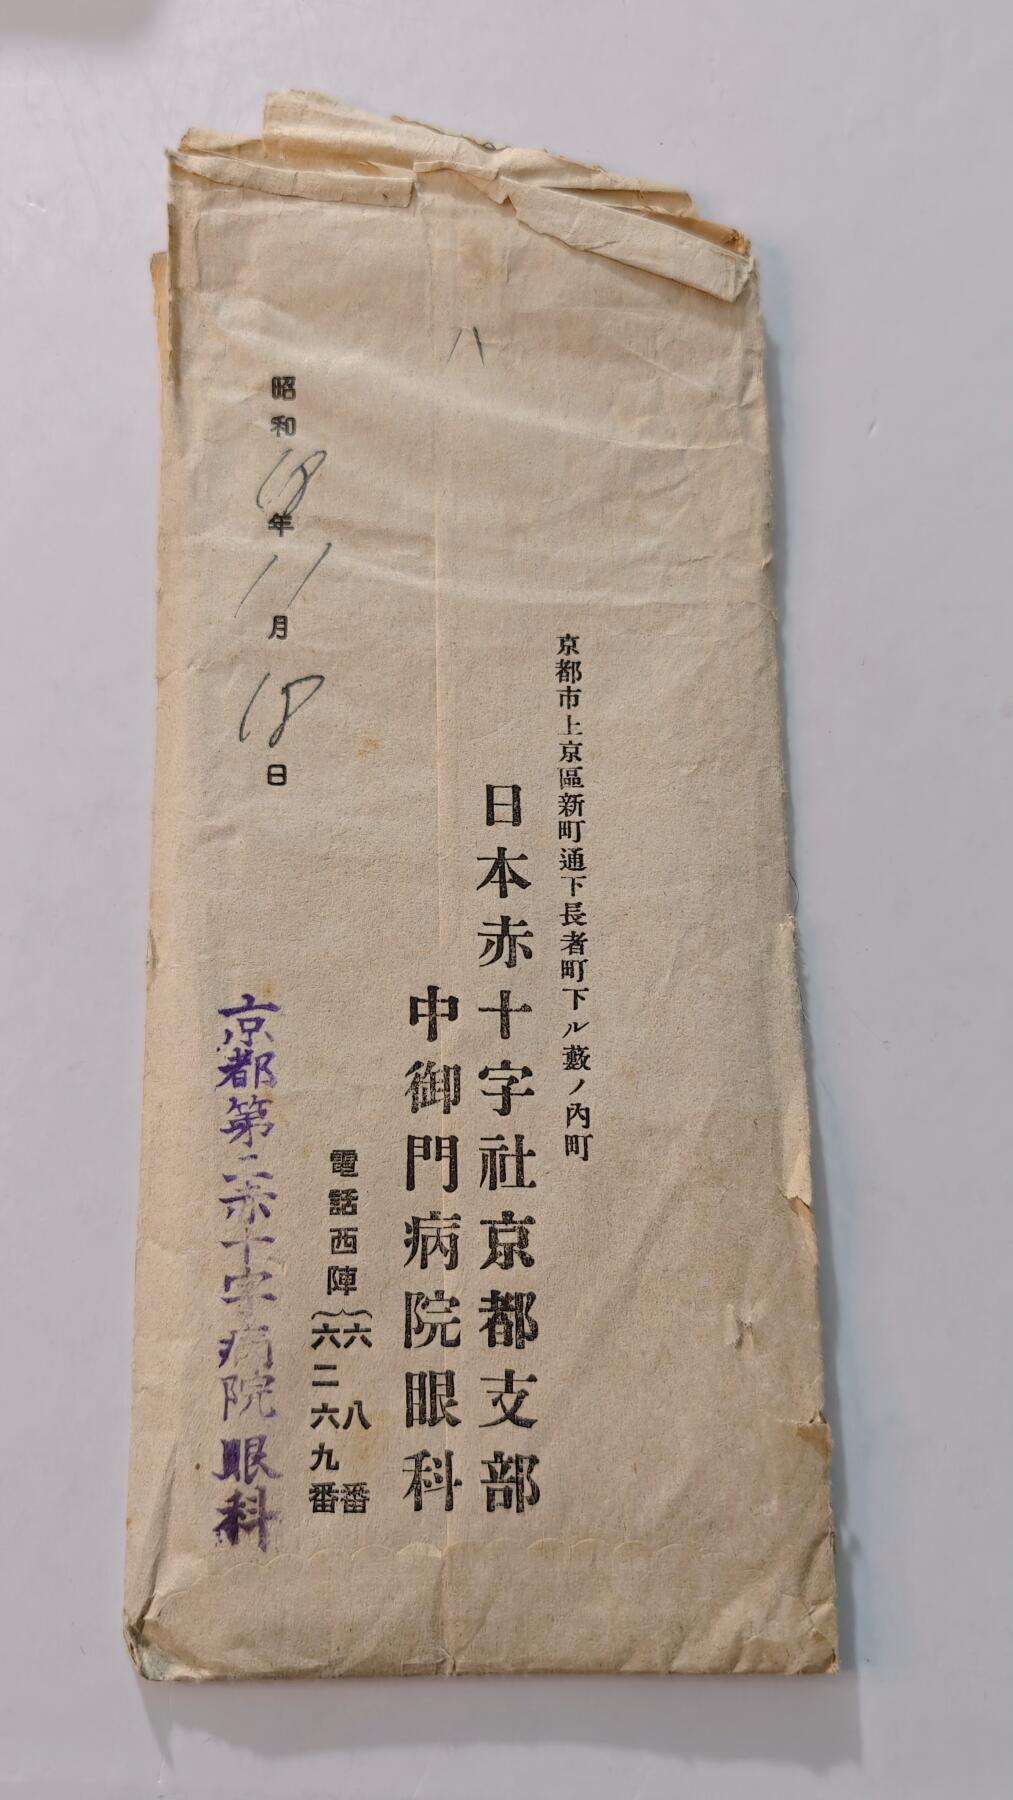 八
京都市上京區新町通下長者町下ル藪ノ內町
日本赤十字社京都支部
中御門病院眼科
電話西陣{六八番
六二六九番
昭和18年11月18日
京都第二赤十字病院眼科